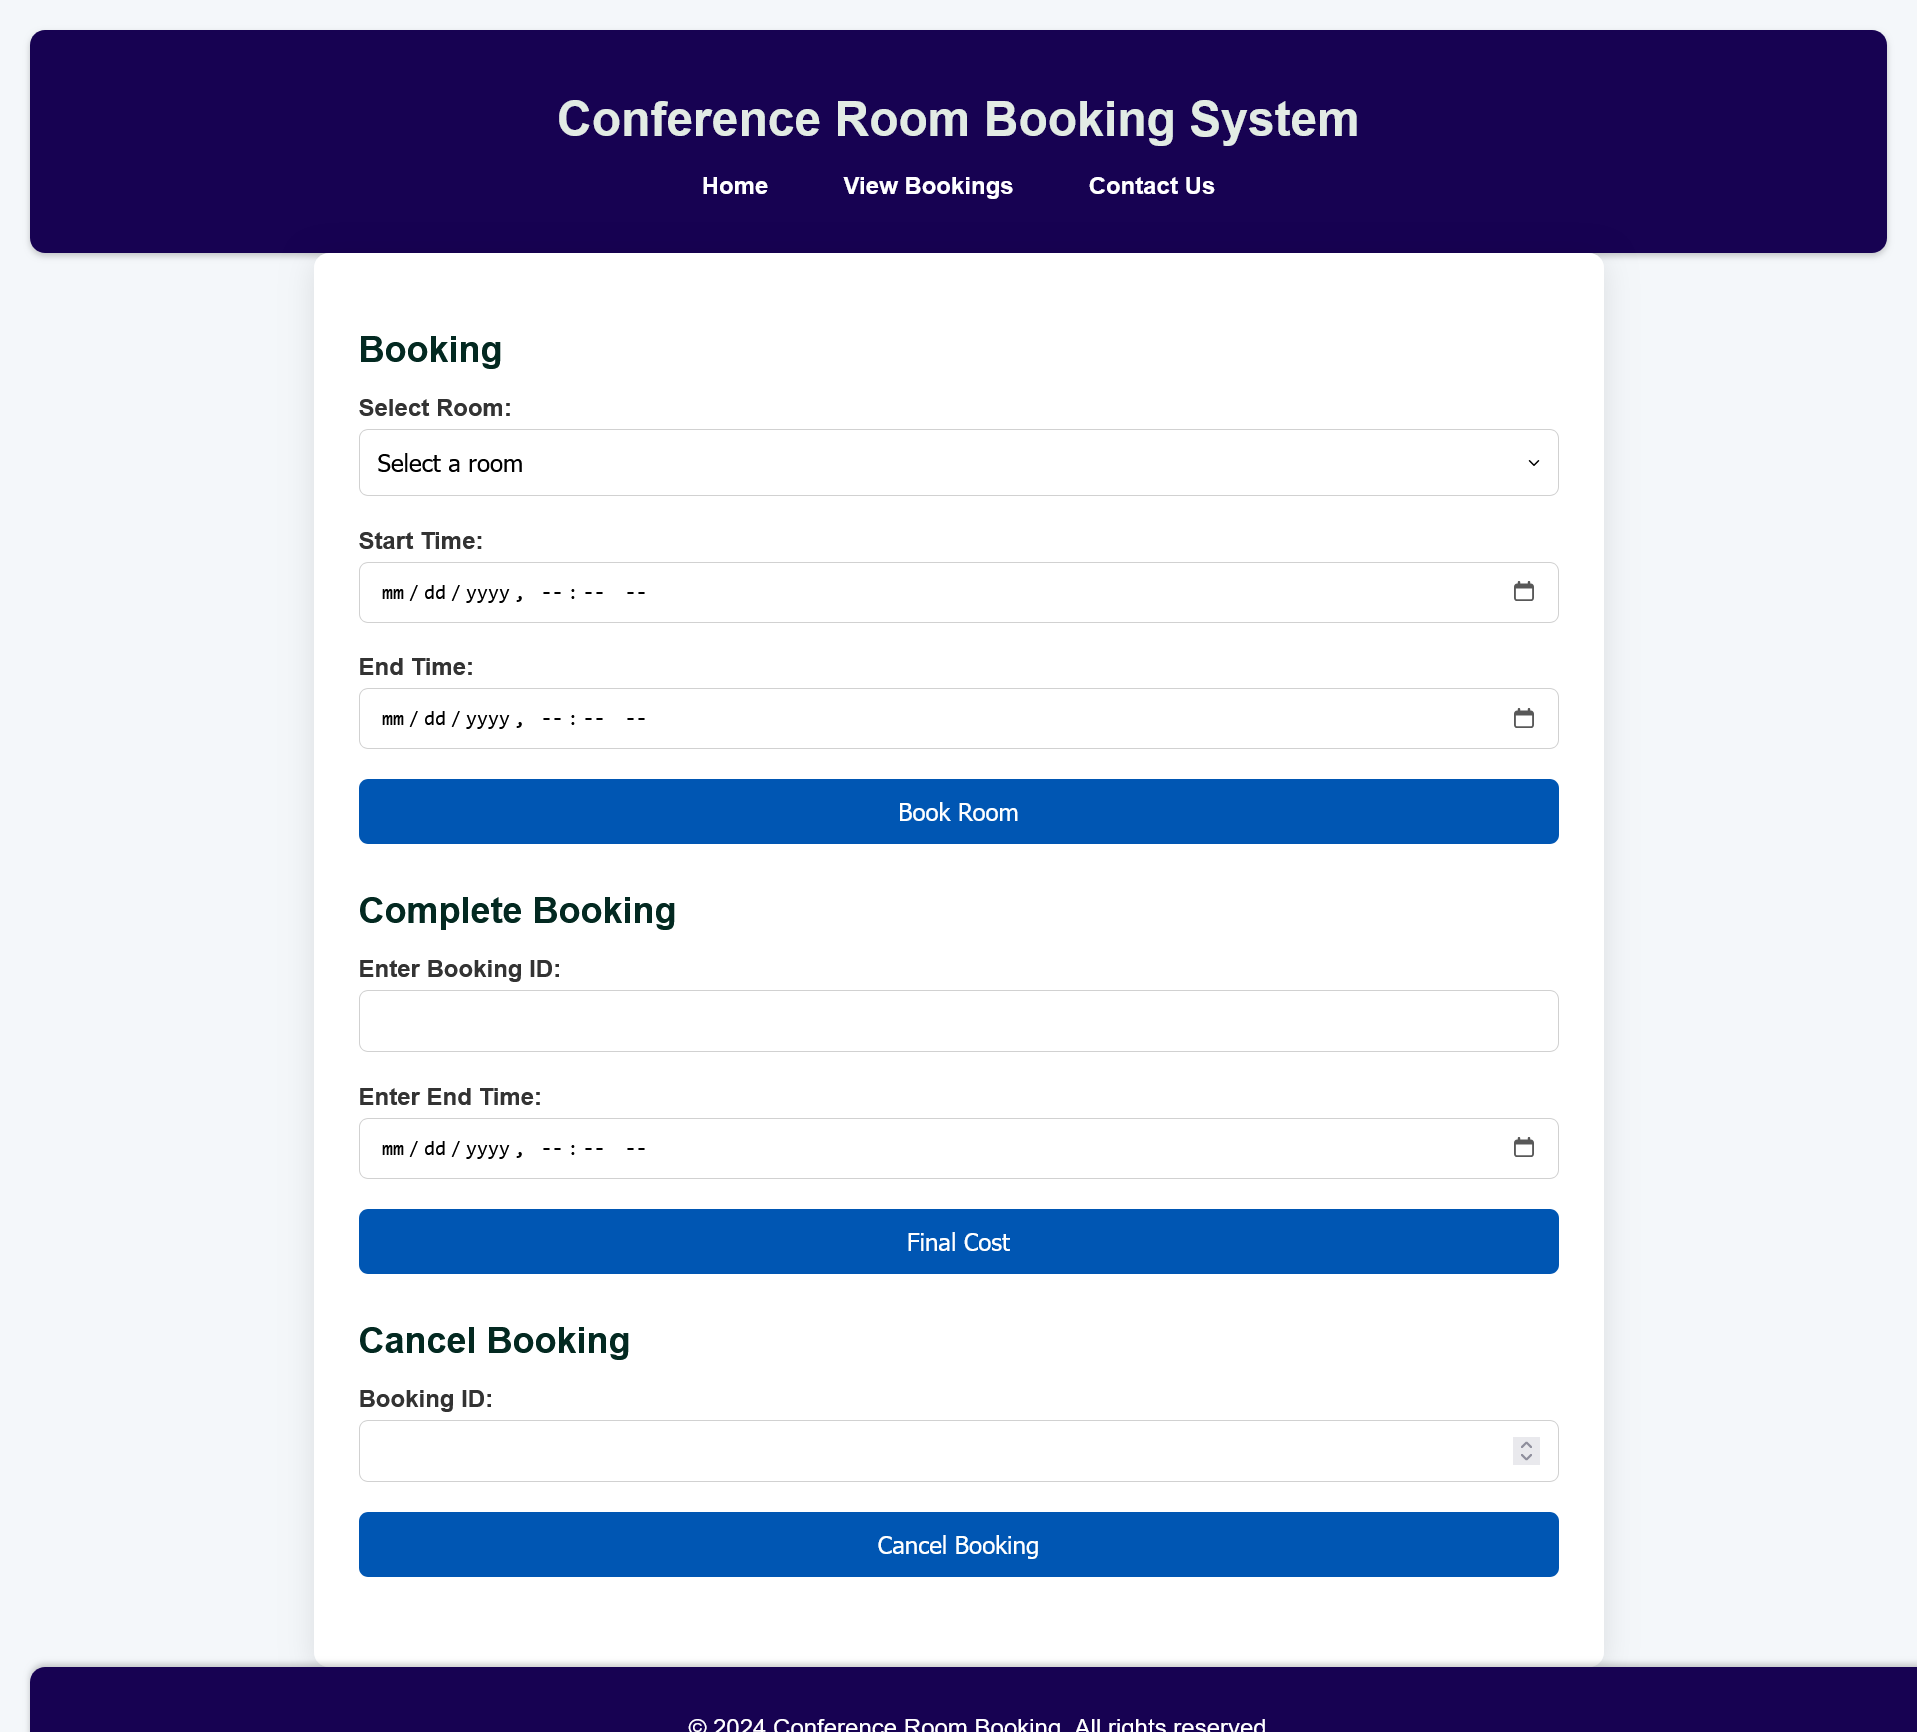 Conference Room Booking System
Home View Bookings Contact Us
Booking
Select Room:
Select a room
Start Time:
mm/dd/yyyy, --:-- --
End Time:
mm/dd/yyyy, --:-- --
Book Room
Complete Booking
Enter Booking ID:
Enter End Time:
mm/dd/yyyy, --:-- --
Final Cost
Cancel Booking
Booking ID:
Cancel Booking
© 2024 Conference Room Booking. All rights reserved